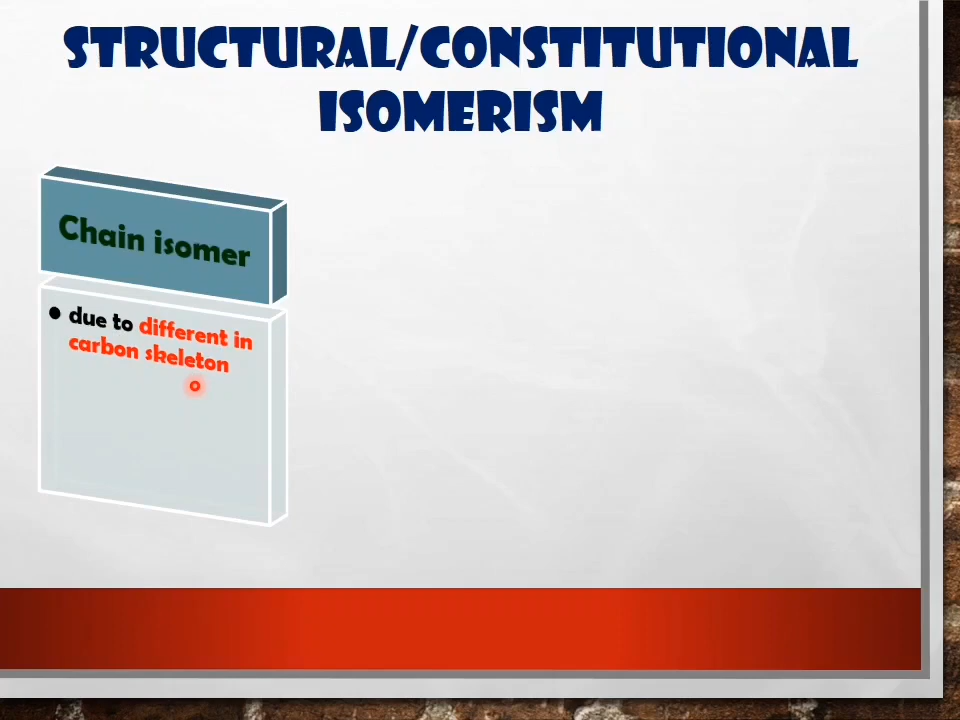 STRUCTURAL/CONSTITUTIONAL
ISOMERISM
Chain isomer
• due to different in
carbon skeleton